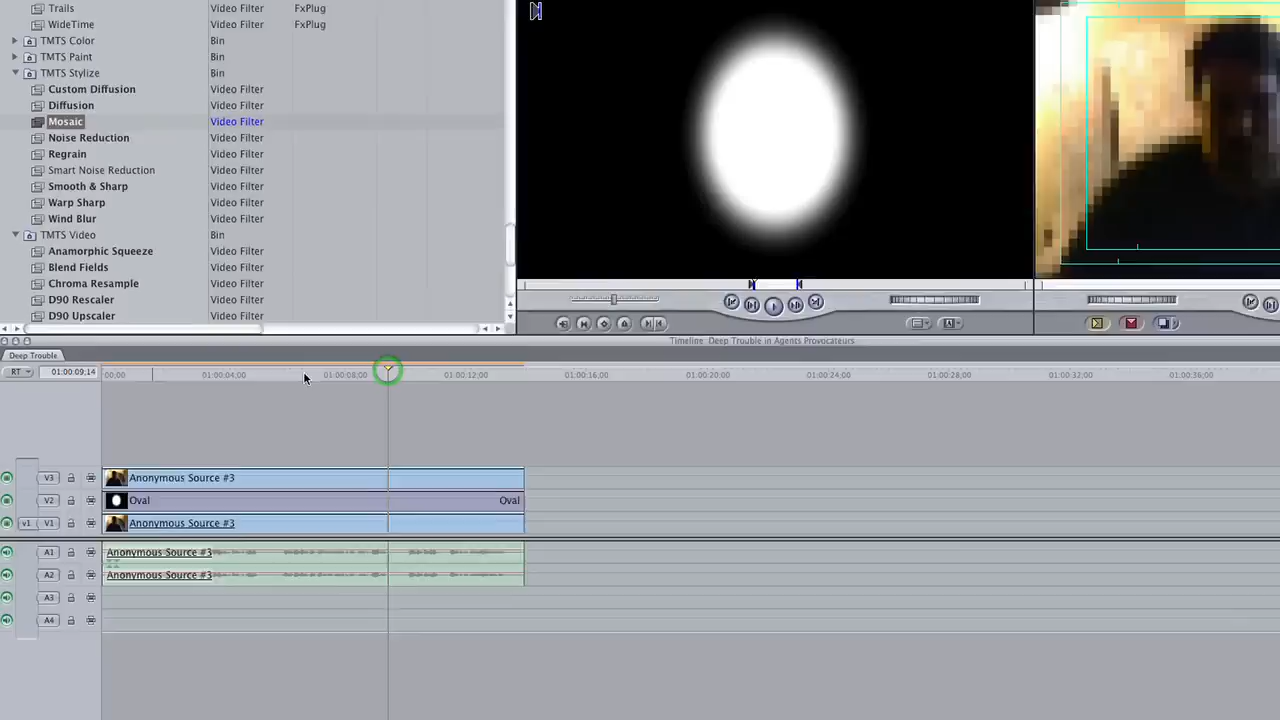 Trails Video Filter FxPlug
WideTime Video Filter FxPlug
TMTS Color Bin
TMTS Paint Bin
TMTS Stylize Bin
Custom Diffusion Video Filter
Diffusion Video Filter
Mosaic Video Filter
Noise Reduction Video Filter
Regrain Video Filter
Smart Noise Reduction Video Filter
Smooth & Sharp Video Filter
Warp Sharp Video Filter
Wind Blur Video Filter
TMTS Video Bin
Anamorphic Squeeze Video Filter
Blend Fields Video Filter
Chroma Resample Video Filter
D90 Rescaler Video Filter
D90 Upscaler Video Filter
Timeline Deep Trouble in Agents Provocateurs
Deep Trouble
RT 01:00:09;14 00;00 01:00:04;00 01:00:08;00 01:00:12;00 01:00:16;00 01:00:20;00 01:00:24;00 01:00:28;00 01:00:32;00 01:00:36;00
V3 Anonymous Source #3
V2 Oval Oval
v1 V1 Anonymous Source #3
A1 Anonymous Source #3
A2 Anonymous Source #3
A3
A4